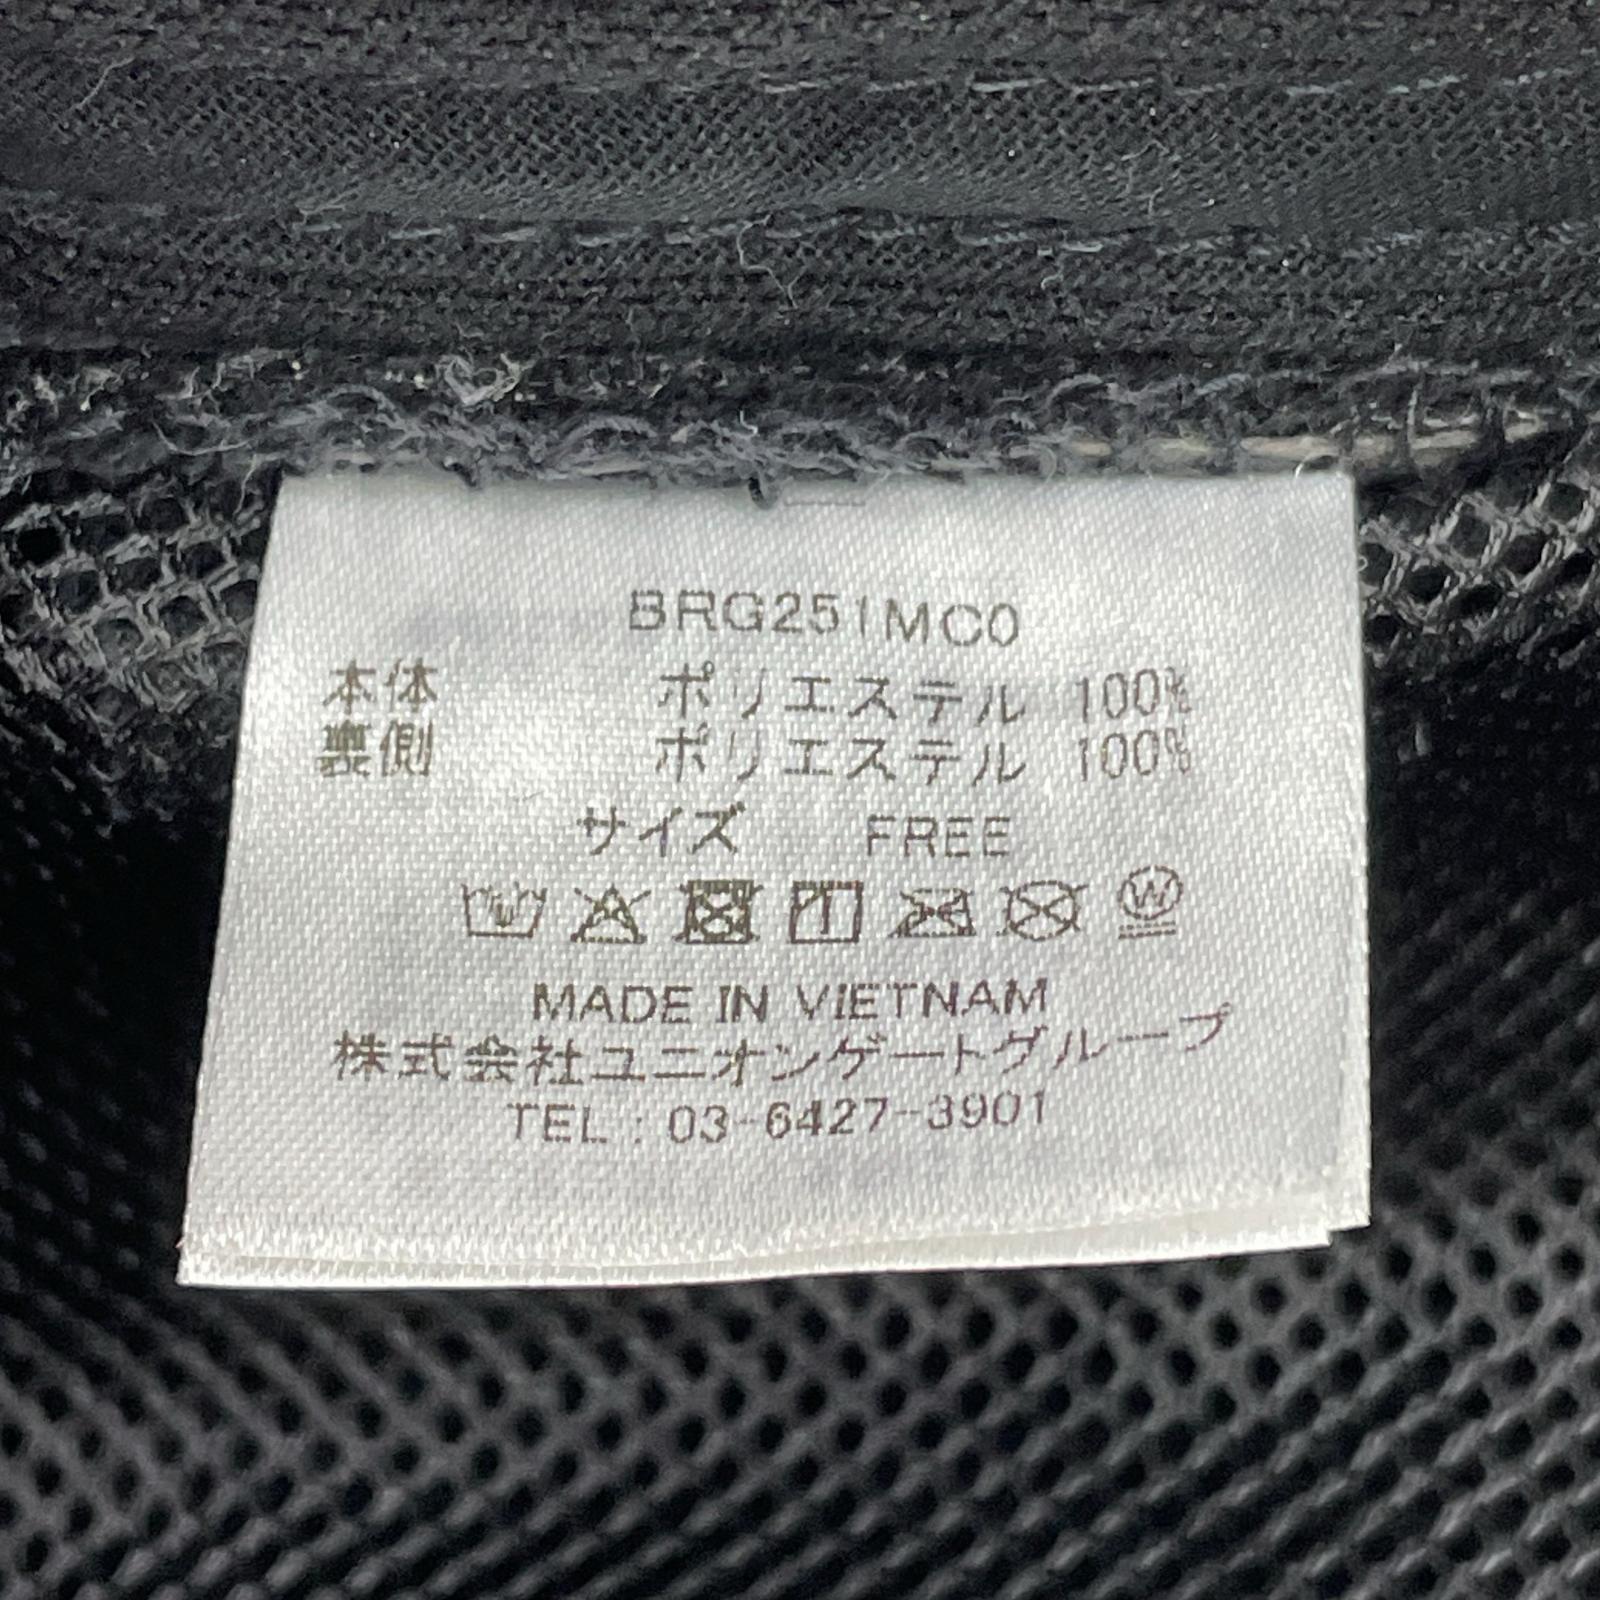 BRG251MC0
本体 ポリエステル 100%
裏側 ポリエステル 100%
サイズ FREE
MADE IN VIETNAM
株式会社ユニオンゲートグループ
TEL : 03-6427-3901